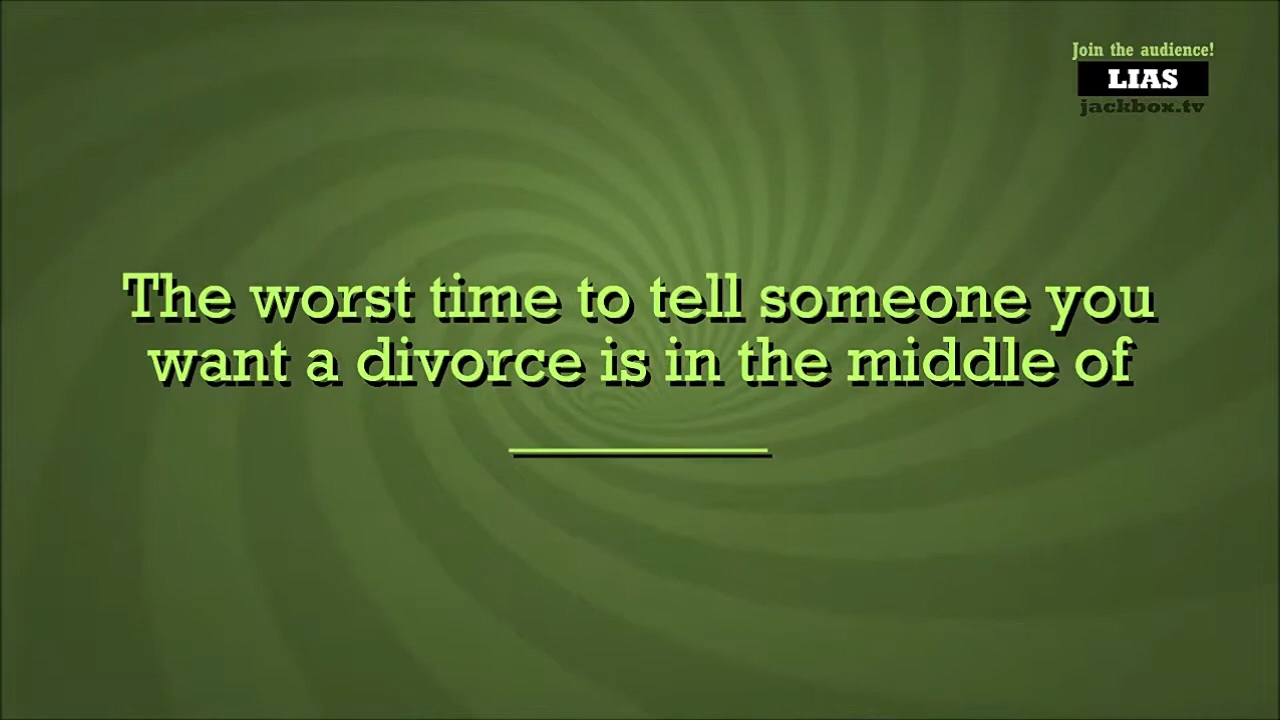 Join the audience!
LIAS
jackbox.tv
The worst time to tell someone you
want a divorce is in the middle of